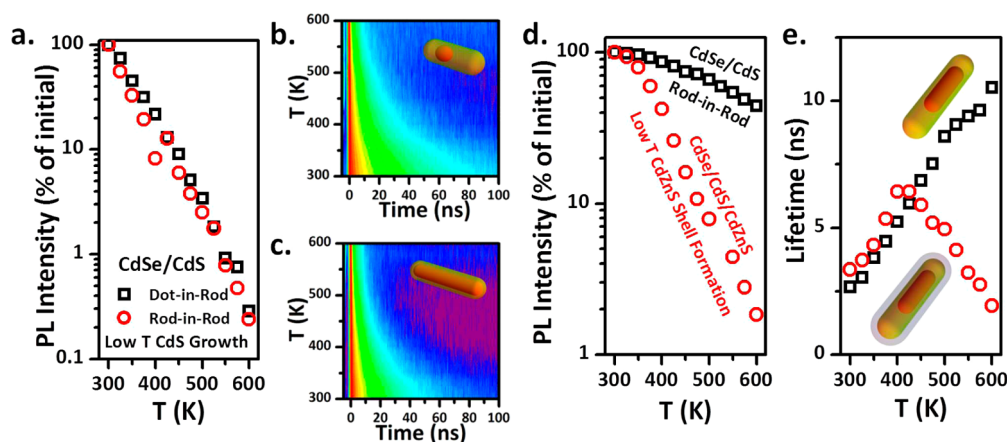 a.
PL Intensity (% of initial)
100
10
1
0.1
CdSe/CdS
Dot-in-Rod
Rod-in-Rod
Low T CdS Growth
300 400 500 600
T (K)
b.
T (K)
600
500
400
300
0 20 40 60 80 100
Time (ns)
c.
T (K)
600
500
400
300
0 20 40 60 80 100
Time (ns)
d.
PL Intensity (% of Initial)
100
10
1
CdSe/CdS
Rod-in-Rod
CdSe/CdS/CdZnS
Low T CdZnS Shell Formation
300 400 500 600
T (K)
e.
Lifetime (ns)
10
5
0
300 400 500 600
T (K)